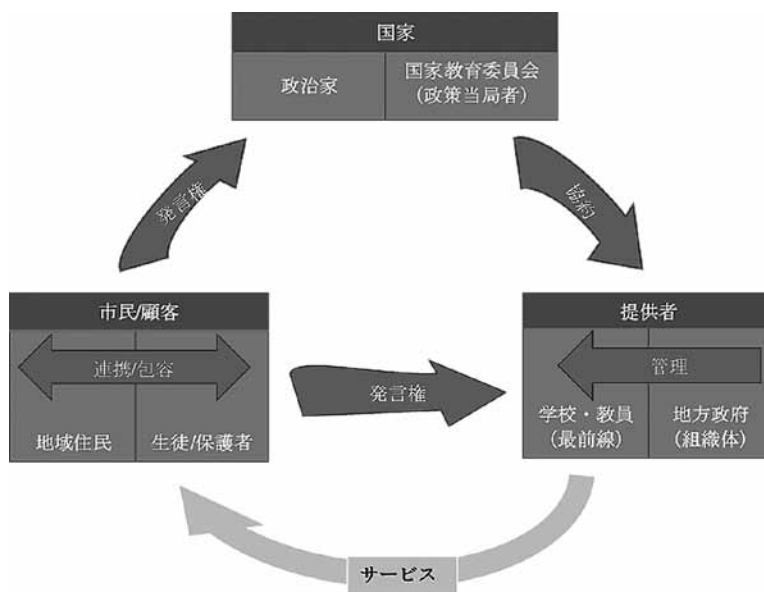 国家
政治家
国家教育委員会
(政策当局者)
発言権
協約
市民/顧客
連携/包容
地域住民
生徒/保護者
発言権
提供者
管理
学校・教員
(最前線)
地方政府
(組織体)
サービス